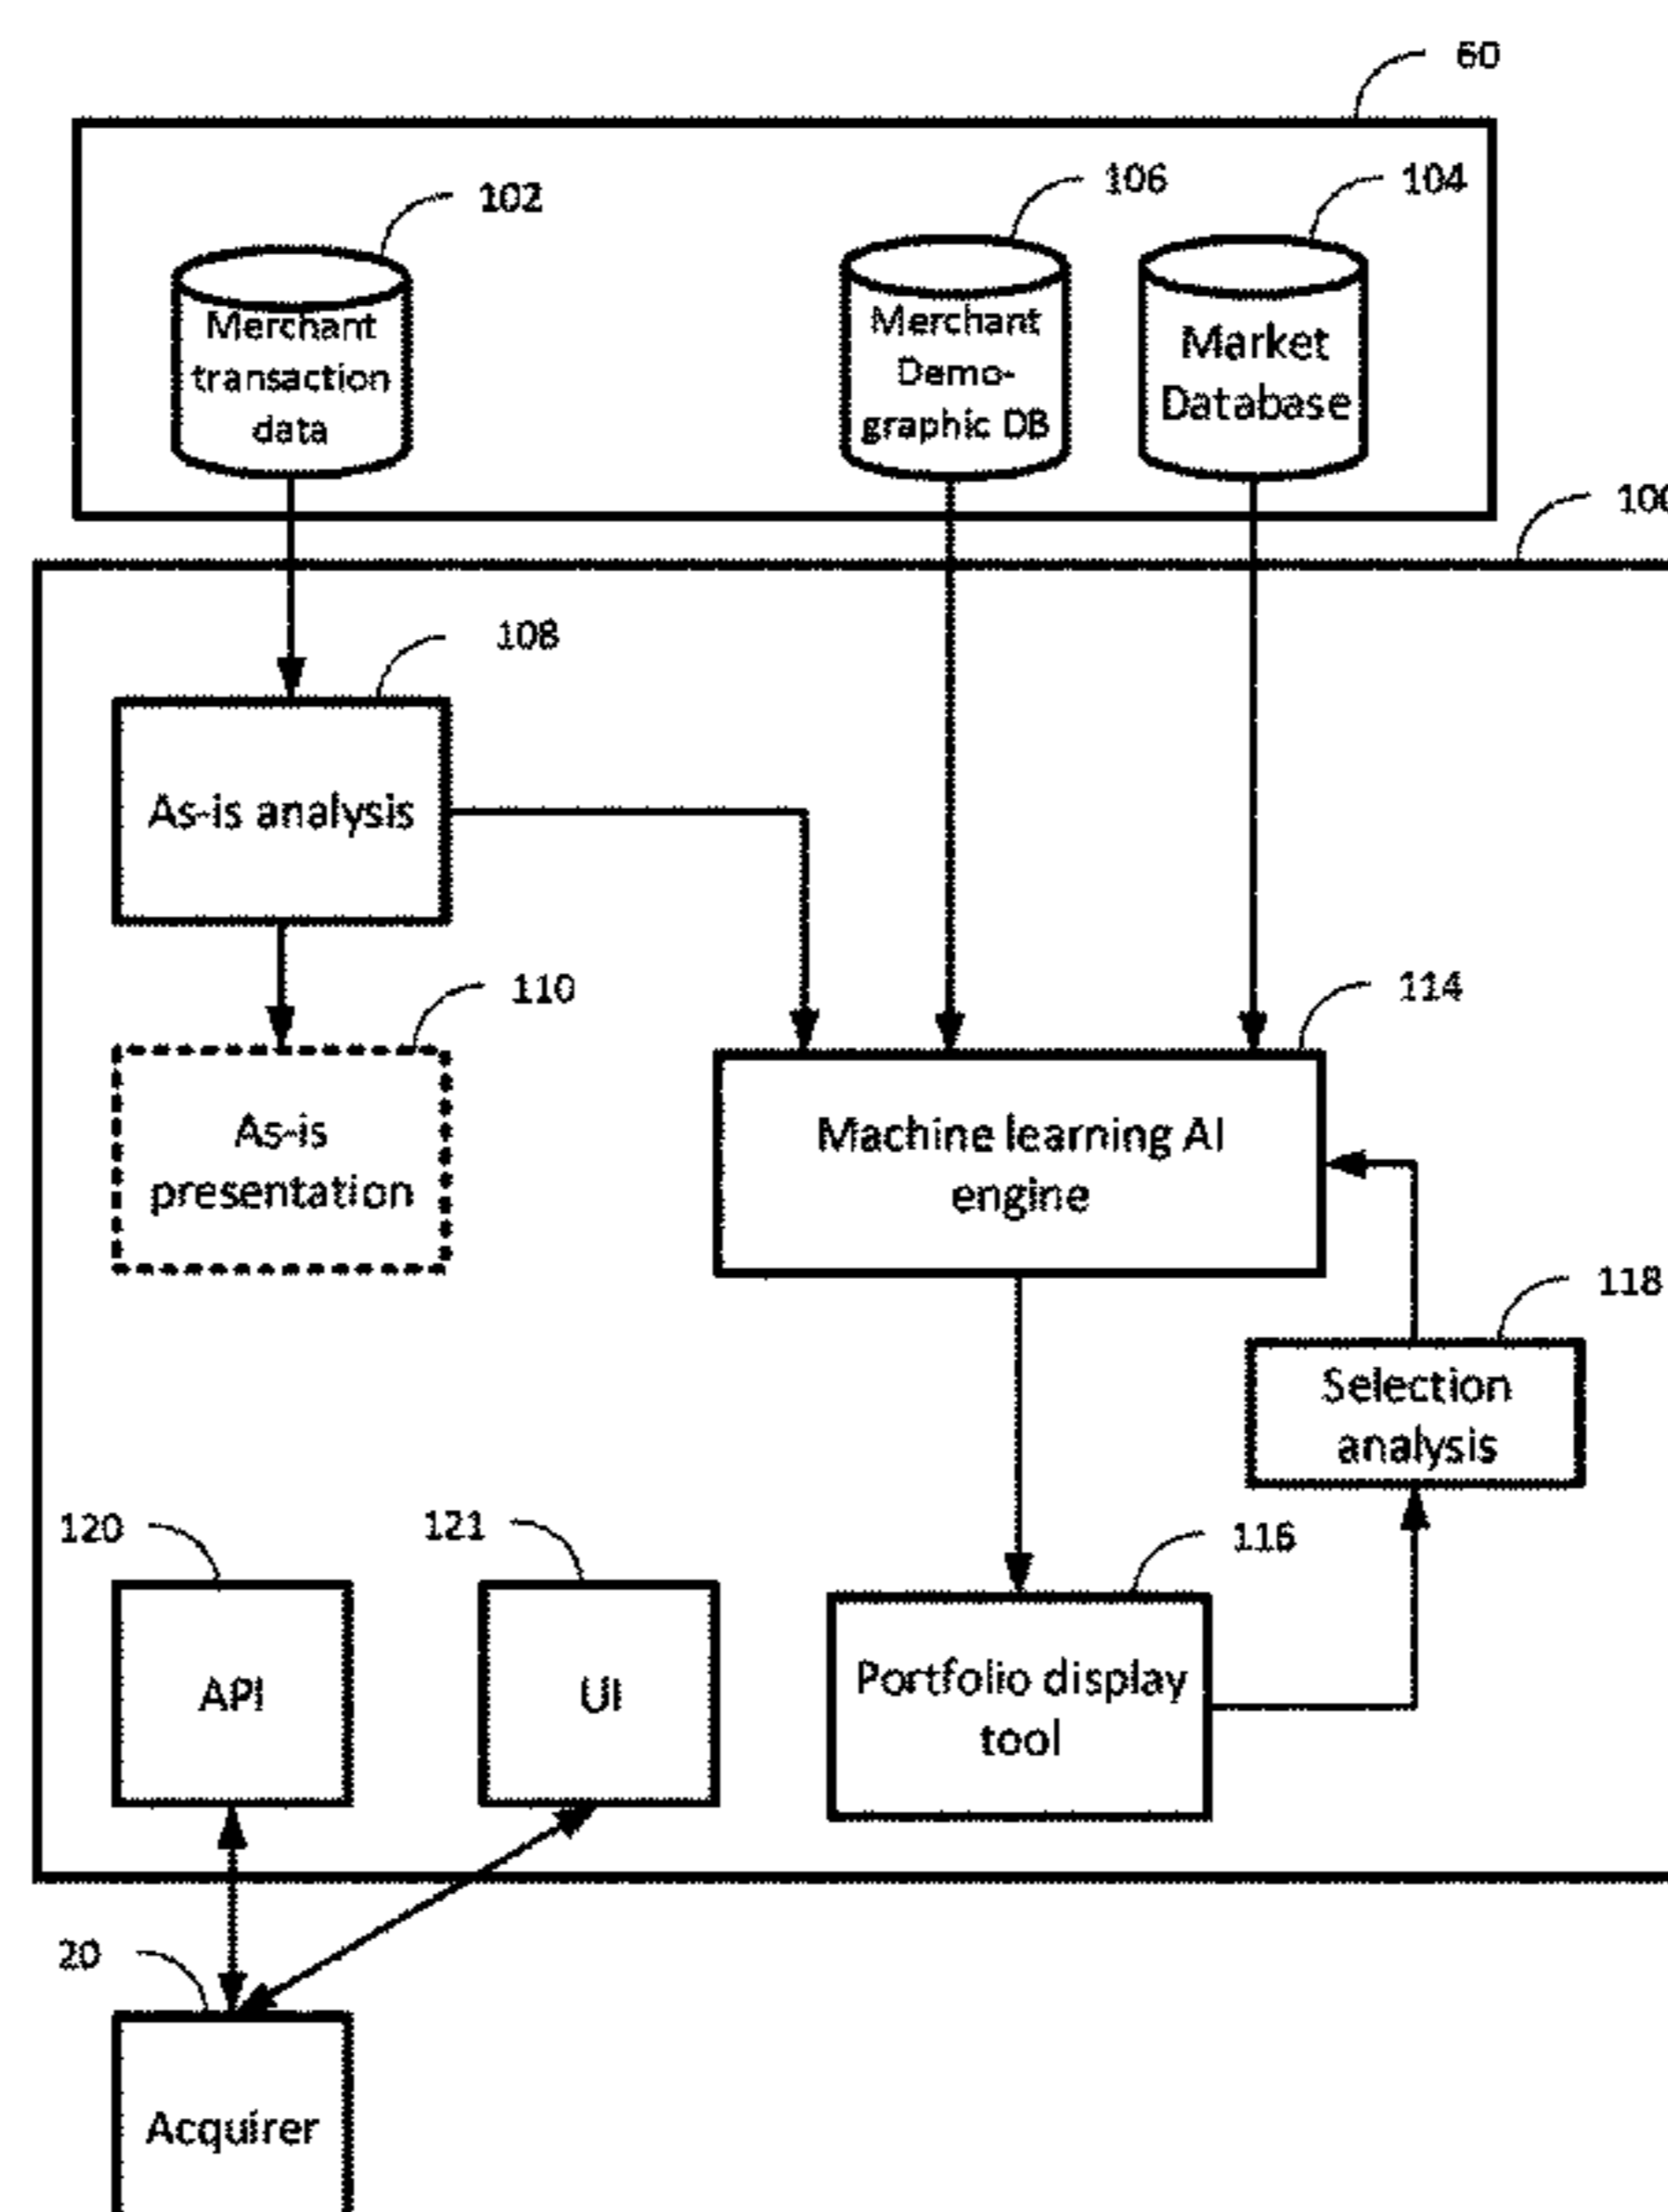 60
102
106
104
Merchant
transaction
data
Merchant
Demo-
graphic DB
Market
Database
108
As-is analysis
110
114
As-is
presentation
Machine learning AI
engine
118
Selection
analysis
120
121
116
API
UI
Portfolio display
tool
20
Acquirer